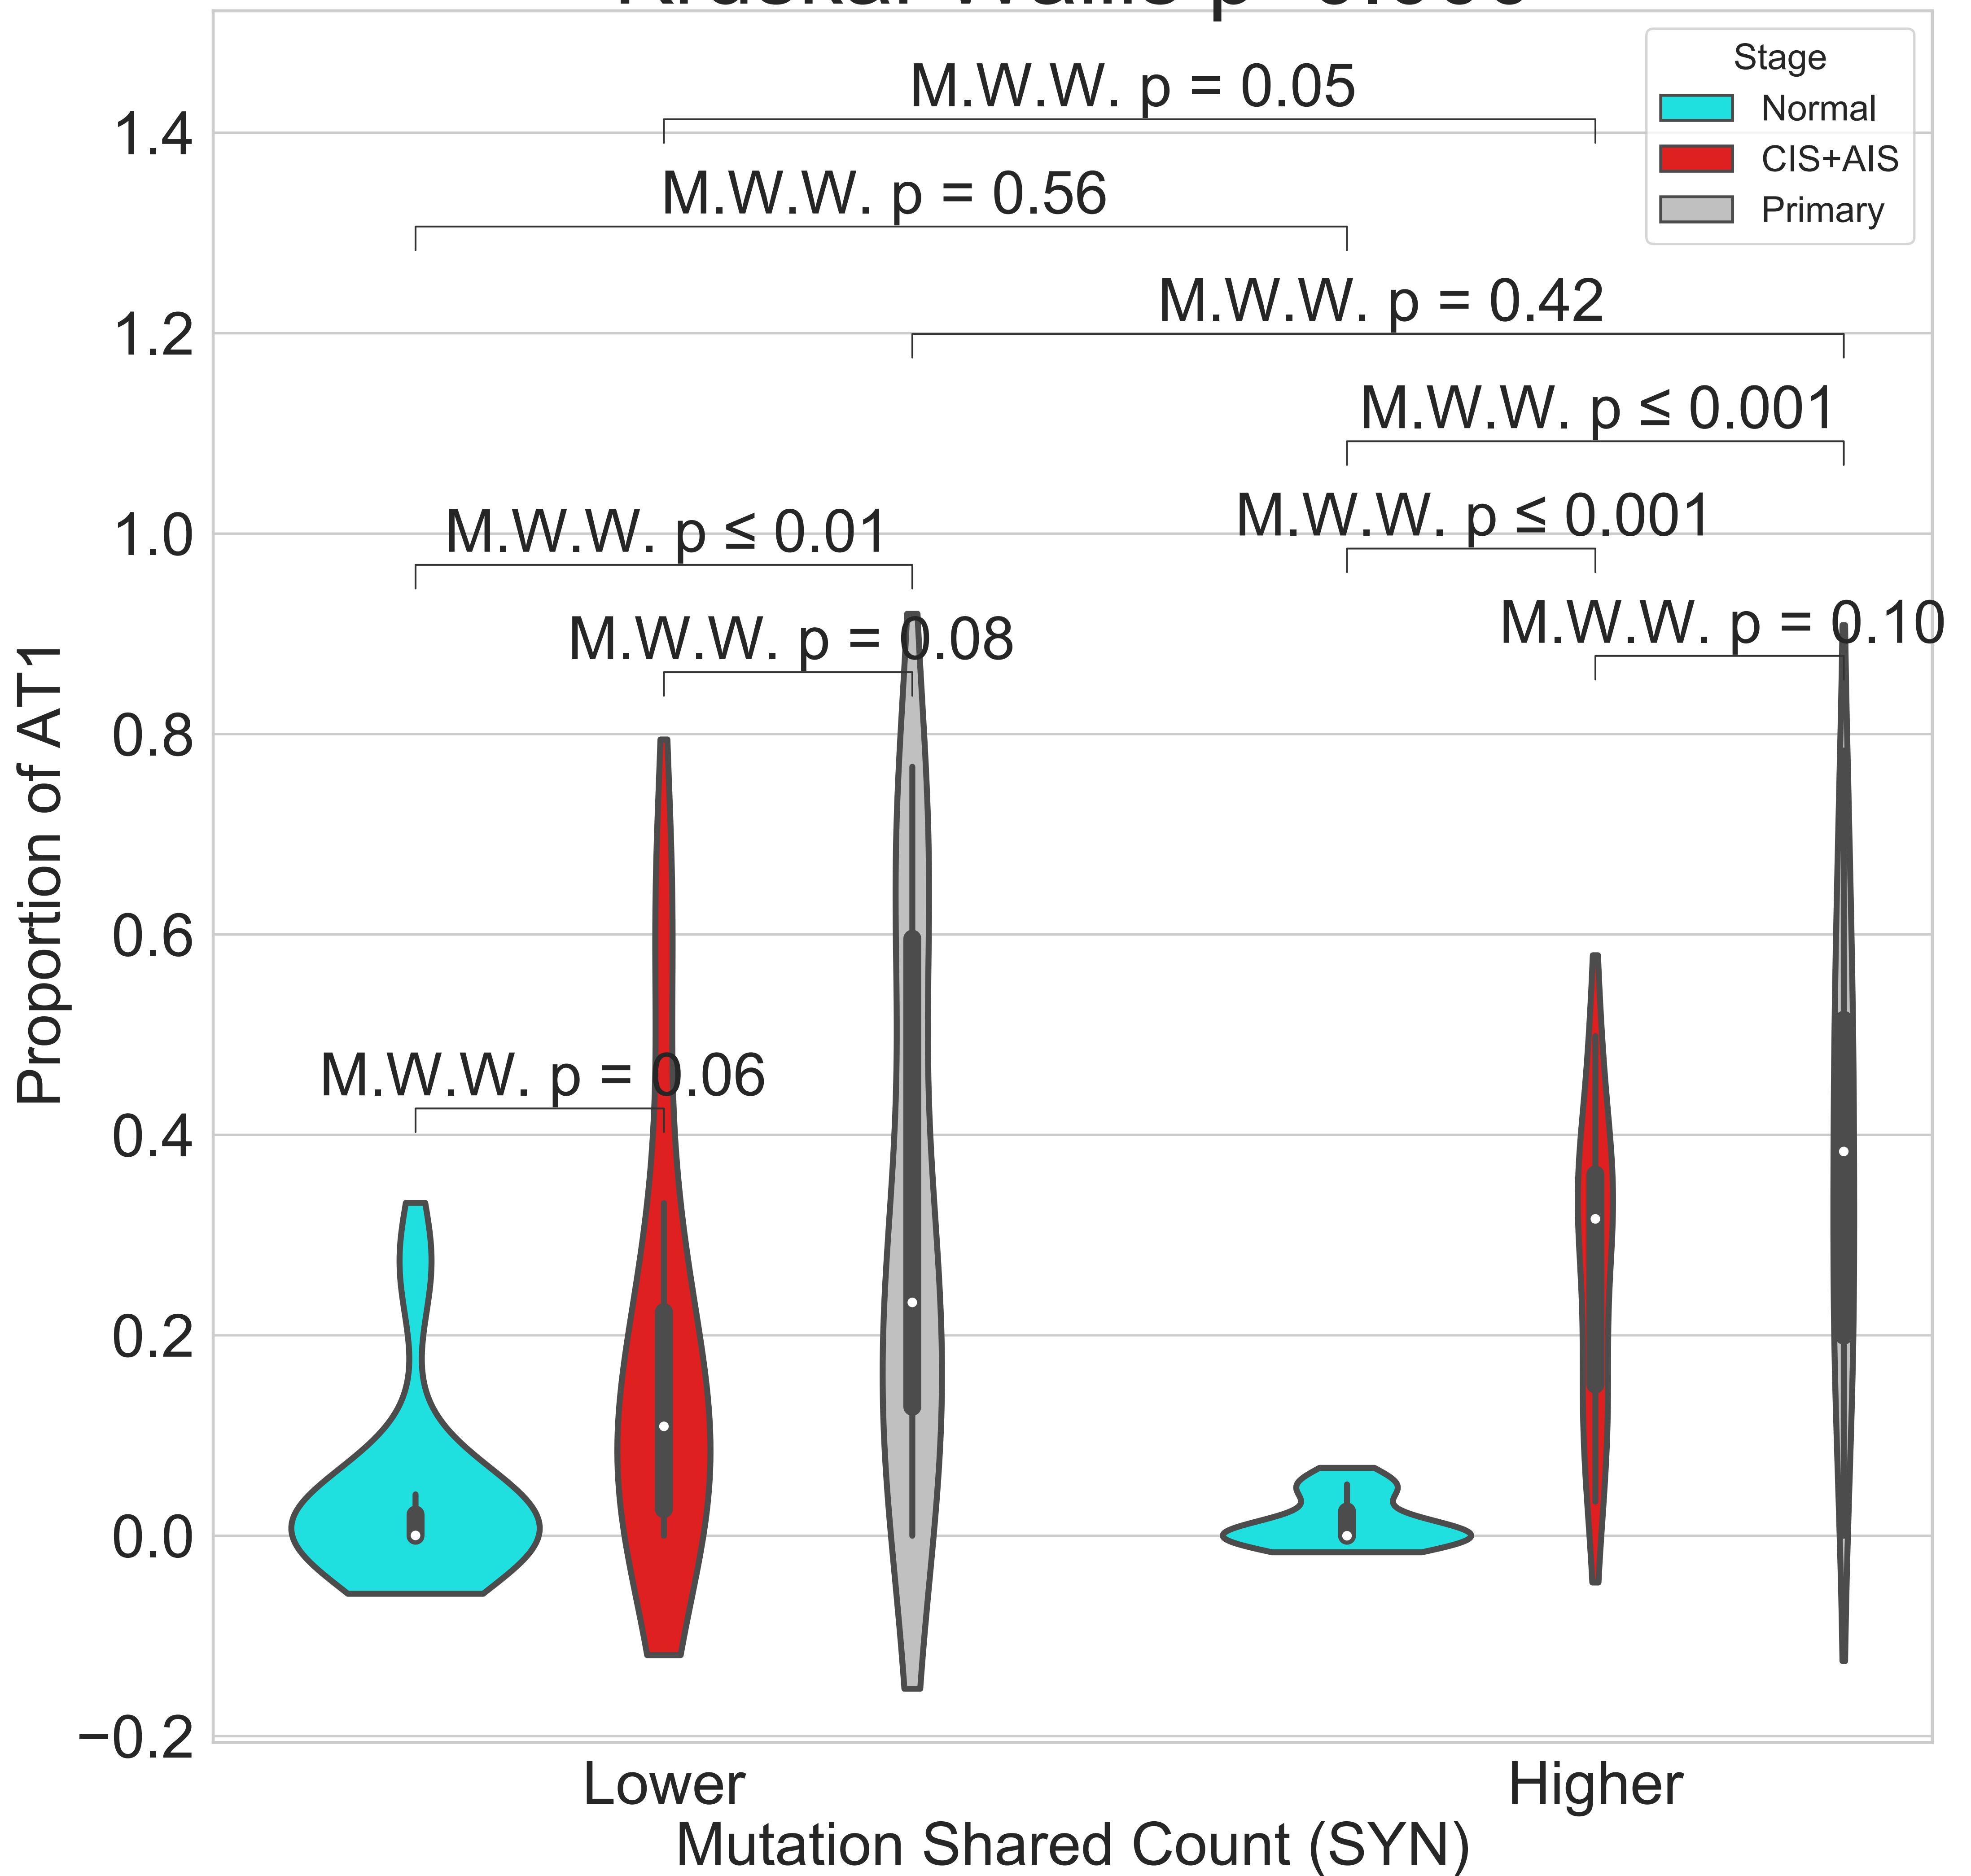 Stage
Normal
CIS+AIS
Primary
M.W.W. p = 0.05
M.W.W. p = 0.56
M.W.W. p = 0.42
M.W.W. p ≤ 0.001
M.W.W. p ≤ 0.001
M.W.W. p ≤ 0.01
M.W.W. p = 0.08
M.W.W. p = 0.10
M.W.W. p = 0.06
Proportion of AT1
1.4
1.2
1.0
0.8
0.6
0.4
0.2
0.0
−0.2
Lower
Higher
Mutation Shared Count (SYN)